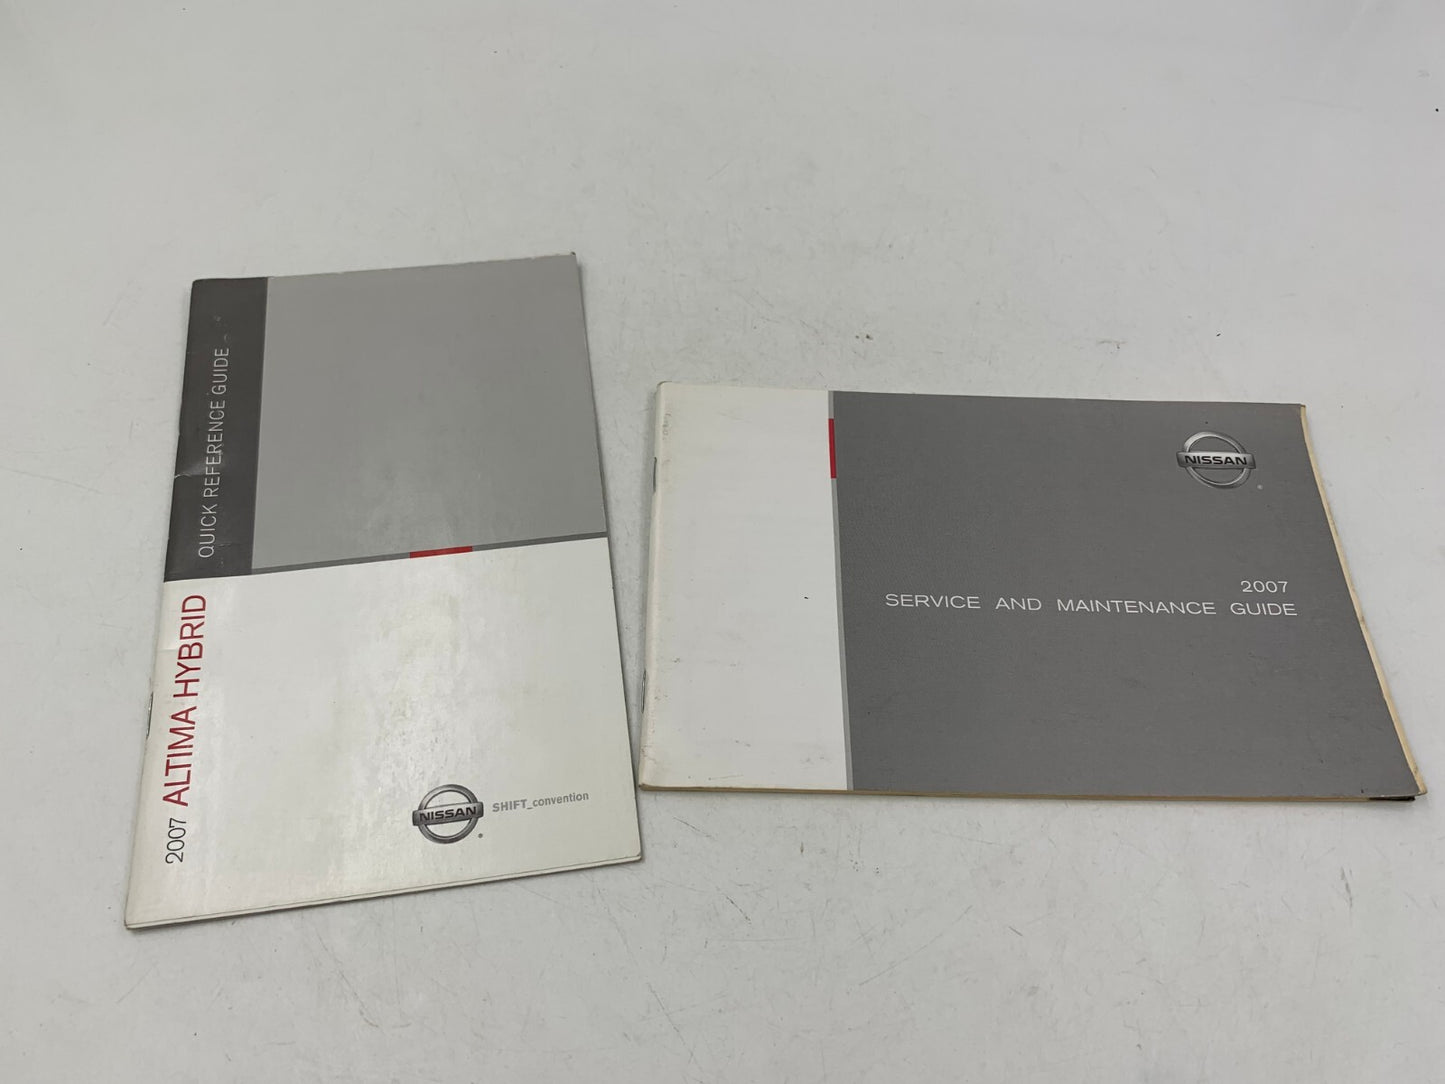 QUICK REFERENCE GUIDE
2007 ALTIMA HYBRID
NISSAN
SHIFT_convention
NISSAN
2007
SERVICE AND MAINTENANCE GUIDE